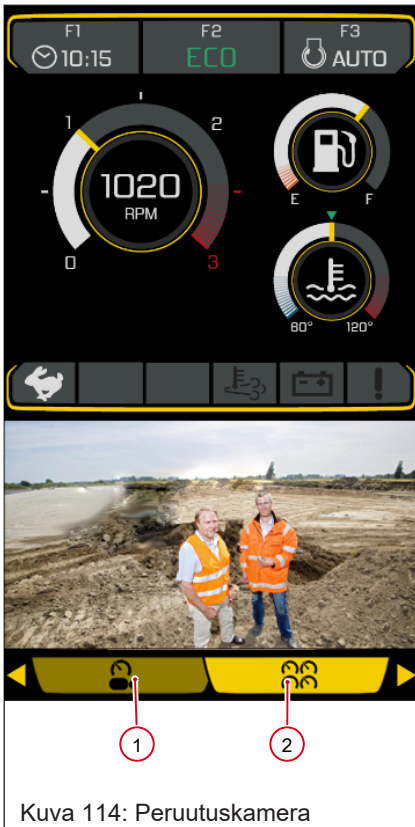 F1 F2 F3
10:15 ECO AUTO
1 2
1020
RPM
0 3
E F
60° 120°
1 2
Kuva 114: Peruutuskamera